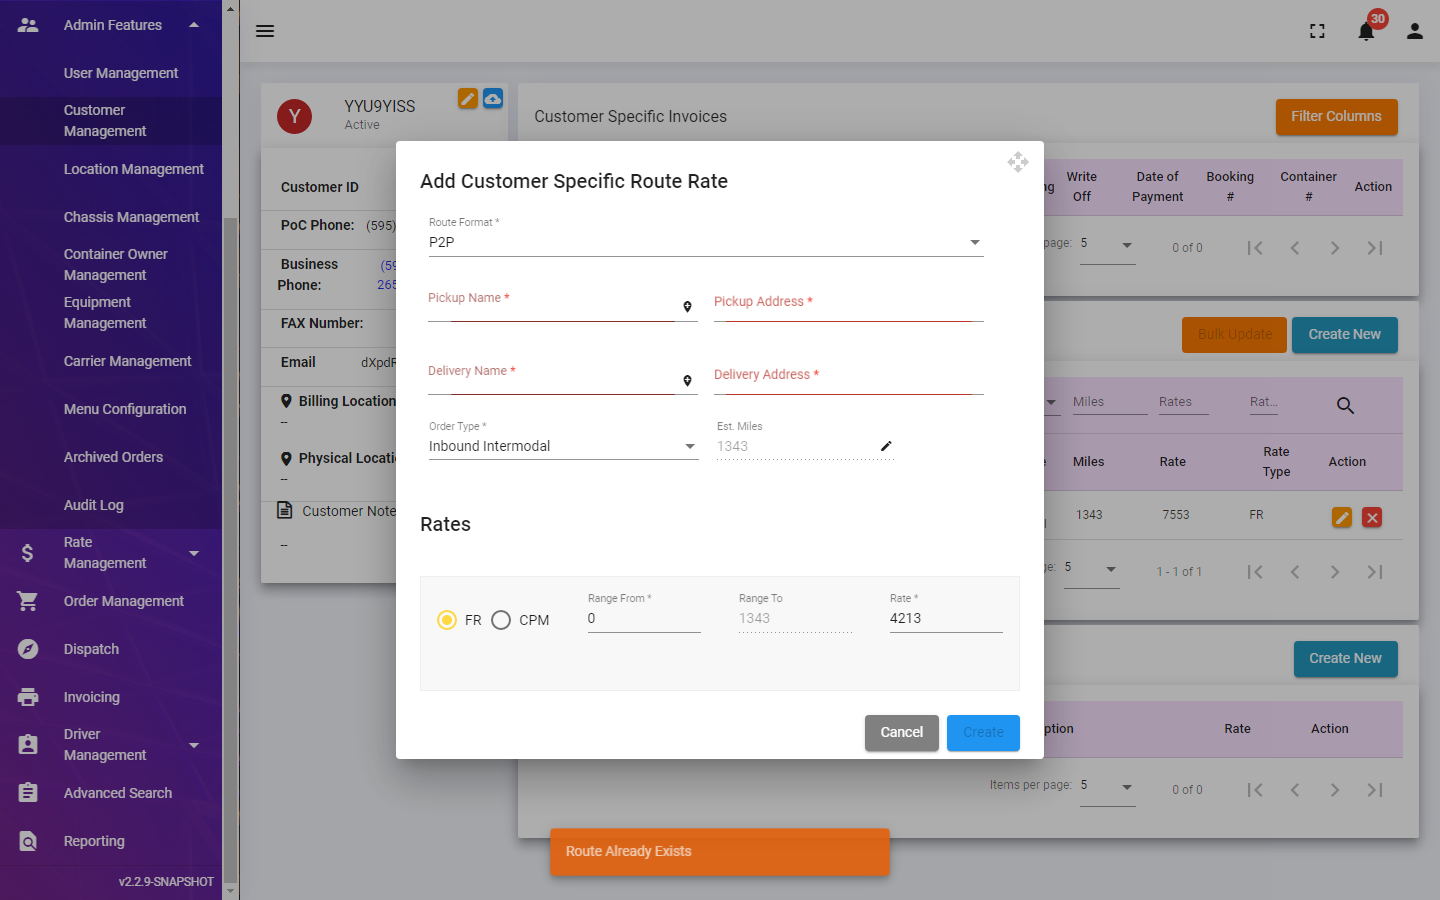 Admin Features
User Management
Customer
Management
Location Management
Chassis Management
Container Owner
Management
Equipment
Management
Carrier Management
Menu Configuration
Archived Orders
Audit Log
Rate
Management
Order Management
Dispatch
Invoicing
Driver
Management
Advanced Search
Reporting
v2.2.9-SNAPSHOT
30
Y
YYU9YISS
Active
Customer ID
PoC Phone: (595)
Business
Phone:
265
FAX Number:
Email
Billing Location
--
Physical
--
Customer Note
--
Customer Specific Invoices
Filter Columns
Write
Off
Date of
Payment
Booking
#
Container
#
Action
page: 5
0 of 0
Bulk Update
Create New
Miles
Rates
Rat...
Miles
Rate
Rate
Type
Action
1343
7553
FR
5
1 - 1 of 1
Create New
Rate
Action
Items per page: 5
0 of 0
Add Customer Specific Route Rate
Route Format *
P2P
Pickup Name *
Pickup Address *
Delivery Name *
Delivery Address *
Order Type *
Inbound Intermodal
Est. Miles
1343
Rates
FR
CPM
Range From *
0
Range To
1343
Rate *
4213
Cancel
Create
Route Already Exists